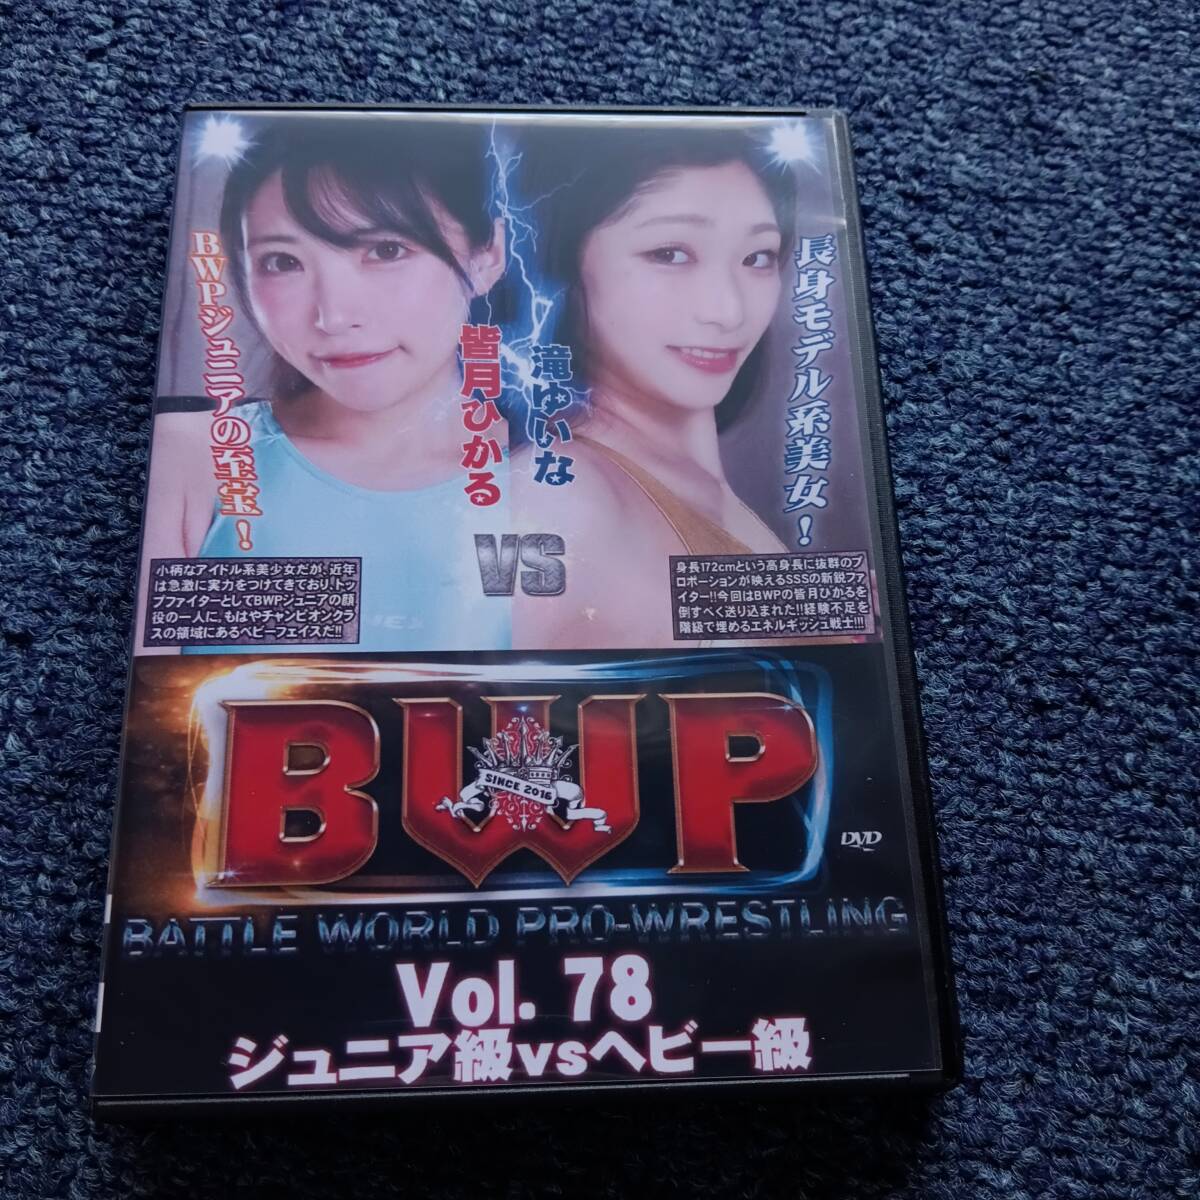 BWPジュニアの至宝!
皆月ひかる
滝ゆいな
長身モデル系美女!
VS
小柄なアイドル系美少女だが、近年
は急激に実力をつけてきており、トッ
プファイターとしてBWPジュニアの顔
役の一人に。もはやチャンピオンクラ
スの領域にあるベビーフェイスだ!!
身長172cmという高身長に抜群のプ
ロポーションが映えるSSSの新鋭ファ
イター!!今回はBWPの皆月ひかるを
倒すべく送り込まれた!!経験不足を
階級で埋めるエネルギッシュ戦士!!!
BWP
SINCE 2016
DVD
BATTLE WORLD PRO-WRESTLING
Vol. 78
ジュニア級vsヘビー級